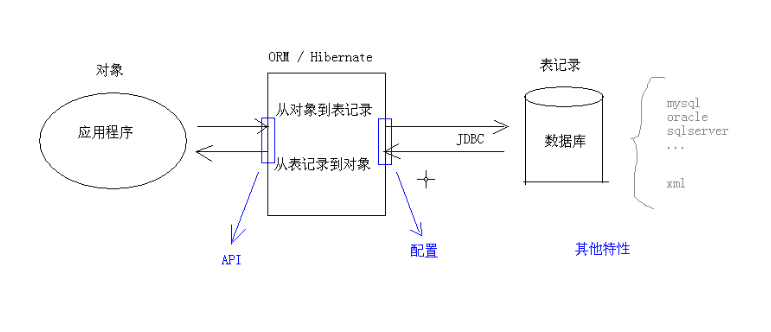 ORM / Hibernate
对象
表记录
应用程序
从对象到表记录
从表记录到对象
JDBC
数据库
mysql
oracle
sqlserver
...
xml
API
配置
其他特性